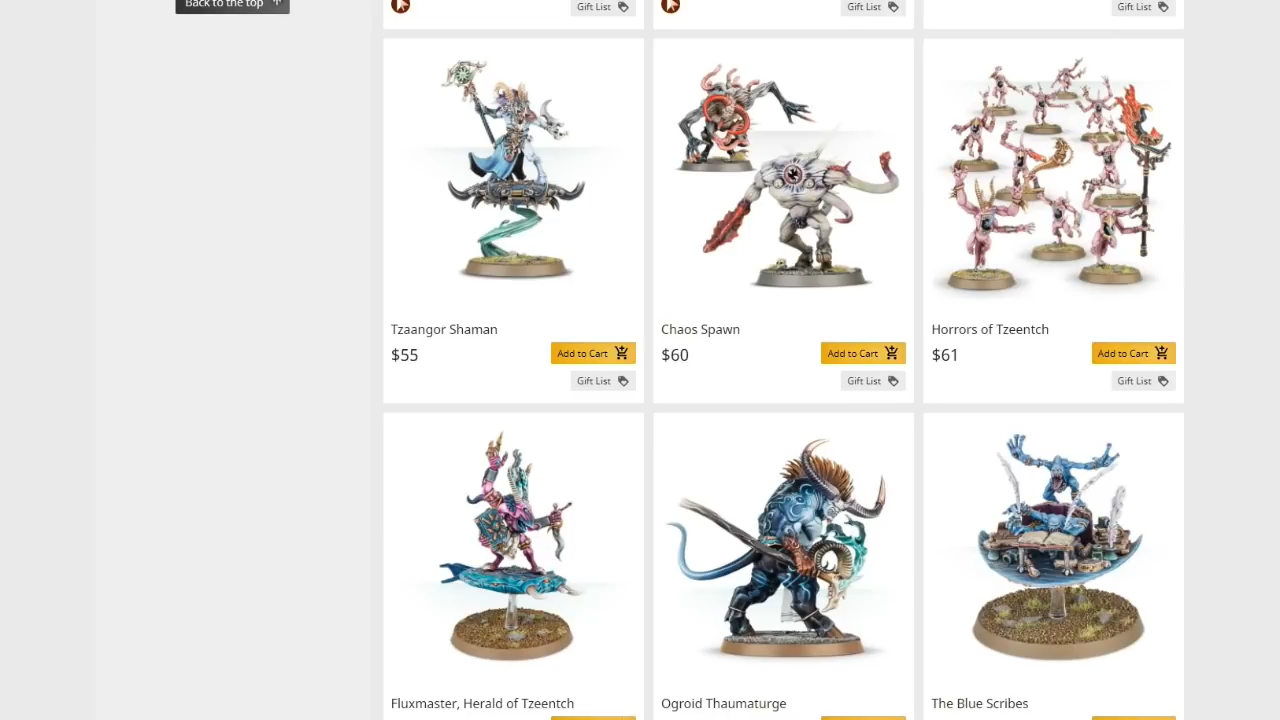 Back to the top
Gift List
Gift List
Gift List
Tzaangor Shaman
$55
Add to Cart
Gift List
Chaos Spawn
$60
Add to Cart
Gift List
Horrors of Tzeentch
$61
Add to Cart
Gift List
Fluxmaster, Herald of Tzeentch
Ogroid Thaumaturge
The Blue Scribes